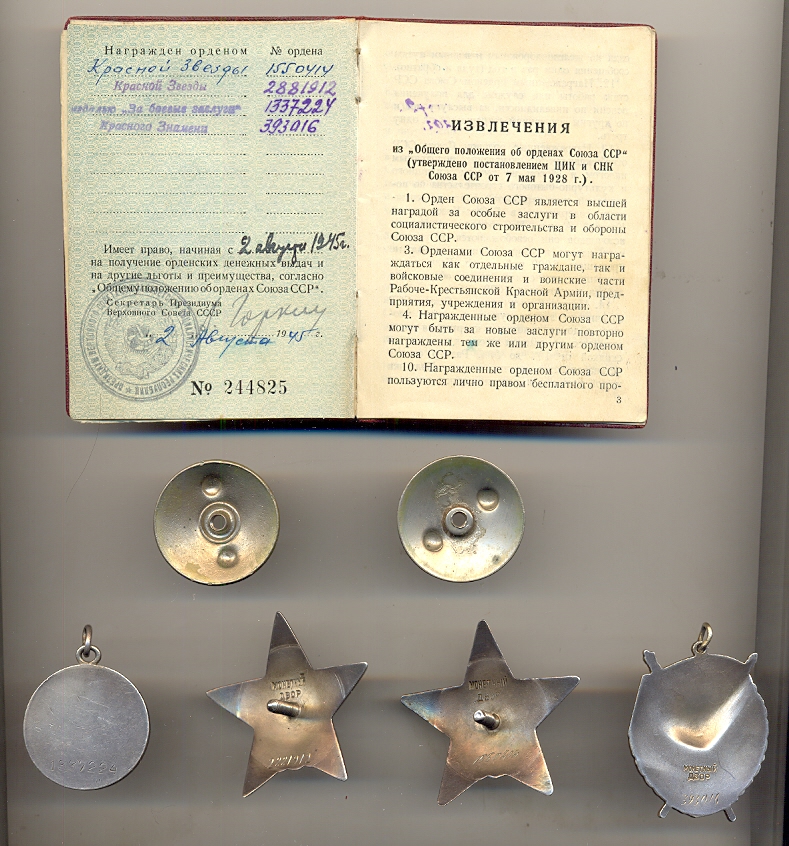 Награжден орденом № ордена
Красной Звезды 1550414
Красной Звезды 2881912
медалью „За боевые заслуги" 1337224
Красного Знамени 393016
Имеет право, начиная с 2 августа 1945г.
на получение орденских денежных выдач и
на другие льготы и преимущества, согласно
„Общему положению об орденах Союза ССР".
Секретарь Президиума
Верховного Совета СССР Горкин
„2 Августа 1945 г.
№ 244825
ИЗВЛЕЧЕНИЯ
из „Общего положения об орденах Союза ССР"
(утверждено постановлением ЦИК и СНК
Союза ССР от 7 мая 1928 г.).
1. Орден Союза ССР является высшей
наградой за особые заслуги в области
социалистического строительства и обороны
Союза ССР.
3. Орденами Союза ССР могут награ-
ждаться как отдельные граждане, так и
войсковые соединения и воинские части
Рабоче-Крестьянской Красной Армии, пред-
приятия, учреждения и организации.
4. Награжденные орденом Союза ССР
могут быть за новые заслуги повторно
награждены тем же или другим орденом
Союза ССР.
10. Награжденные орденом Союза ССР
пользуются лично правом бесплатного про-
3
1337224
МОНЕТНЫЙ
ДВОР
МОНЕТНЫЙ
МОНЕТНЫЙ
ДВОР
393016